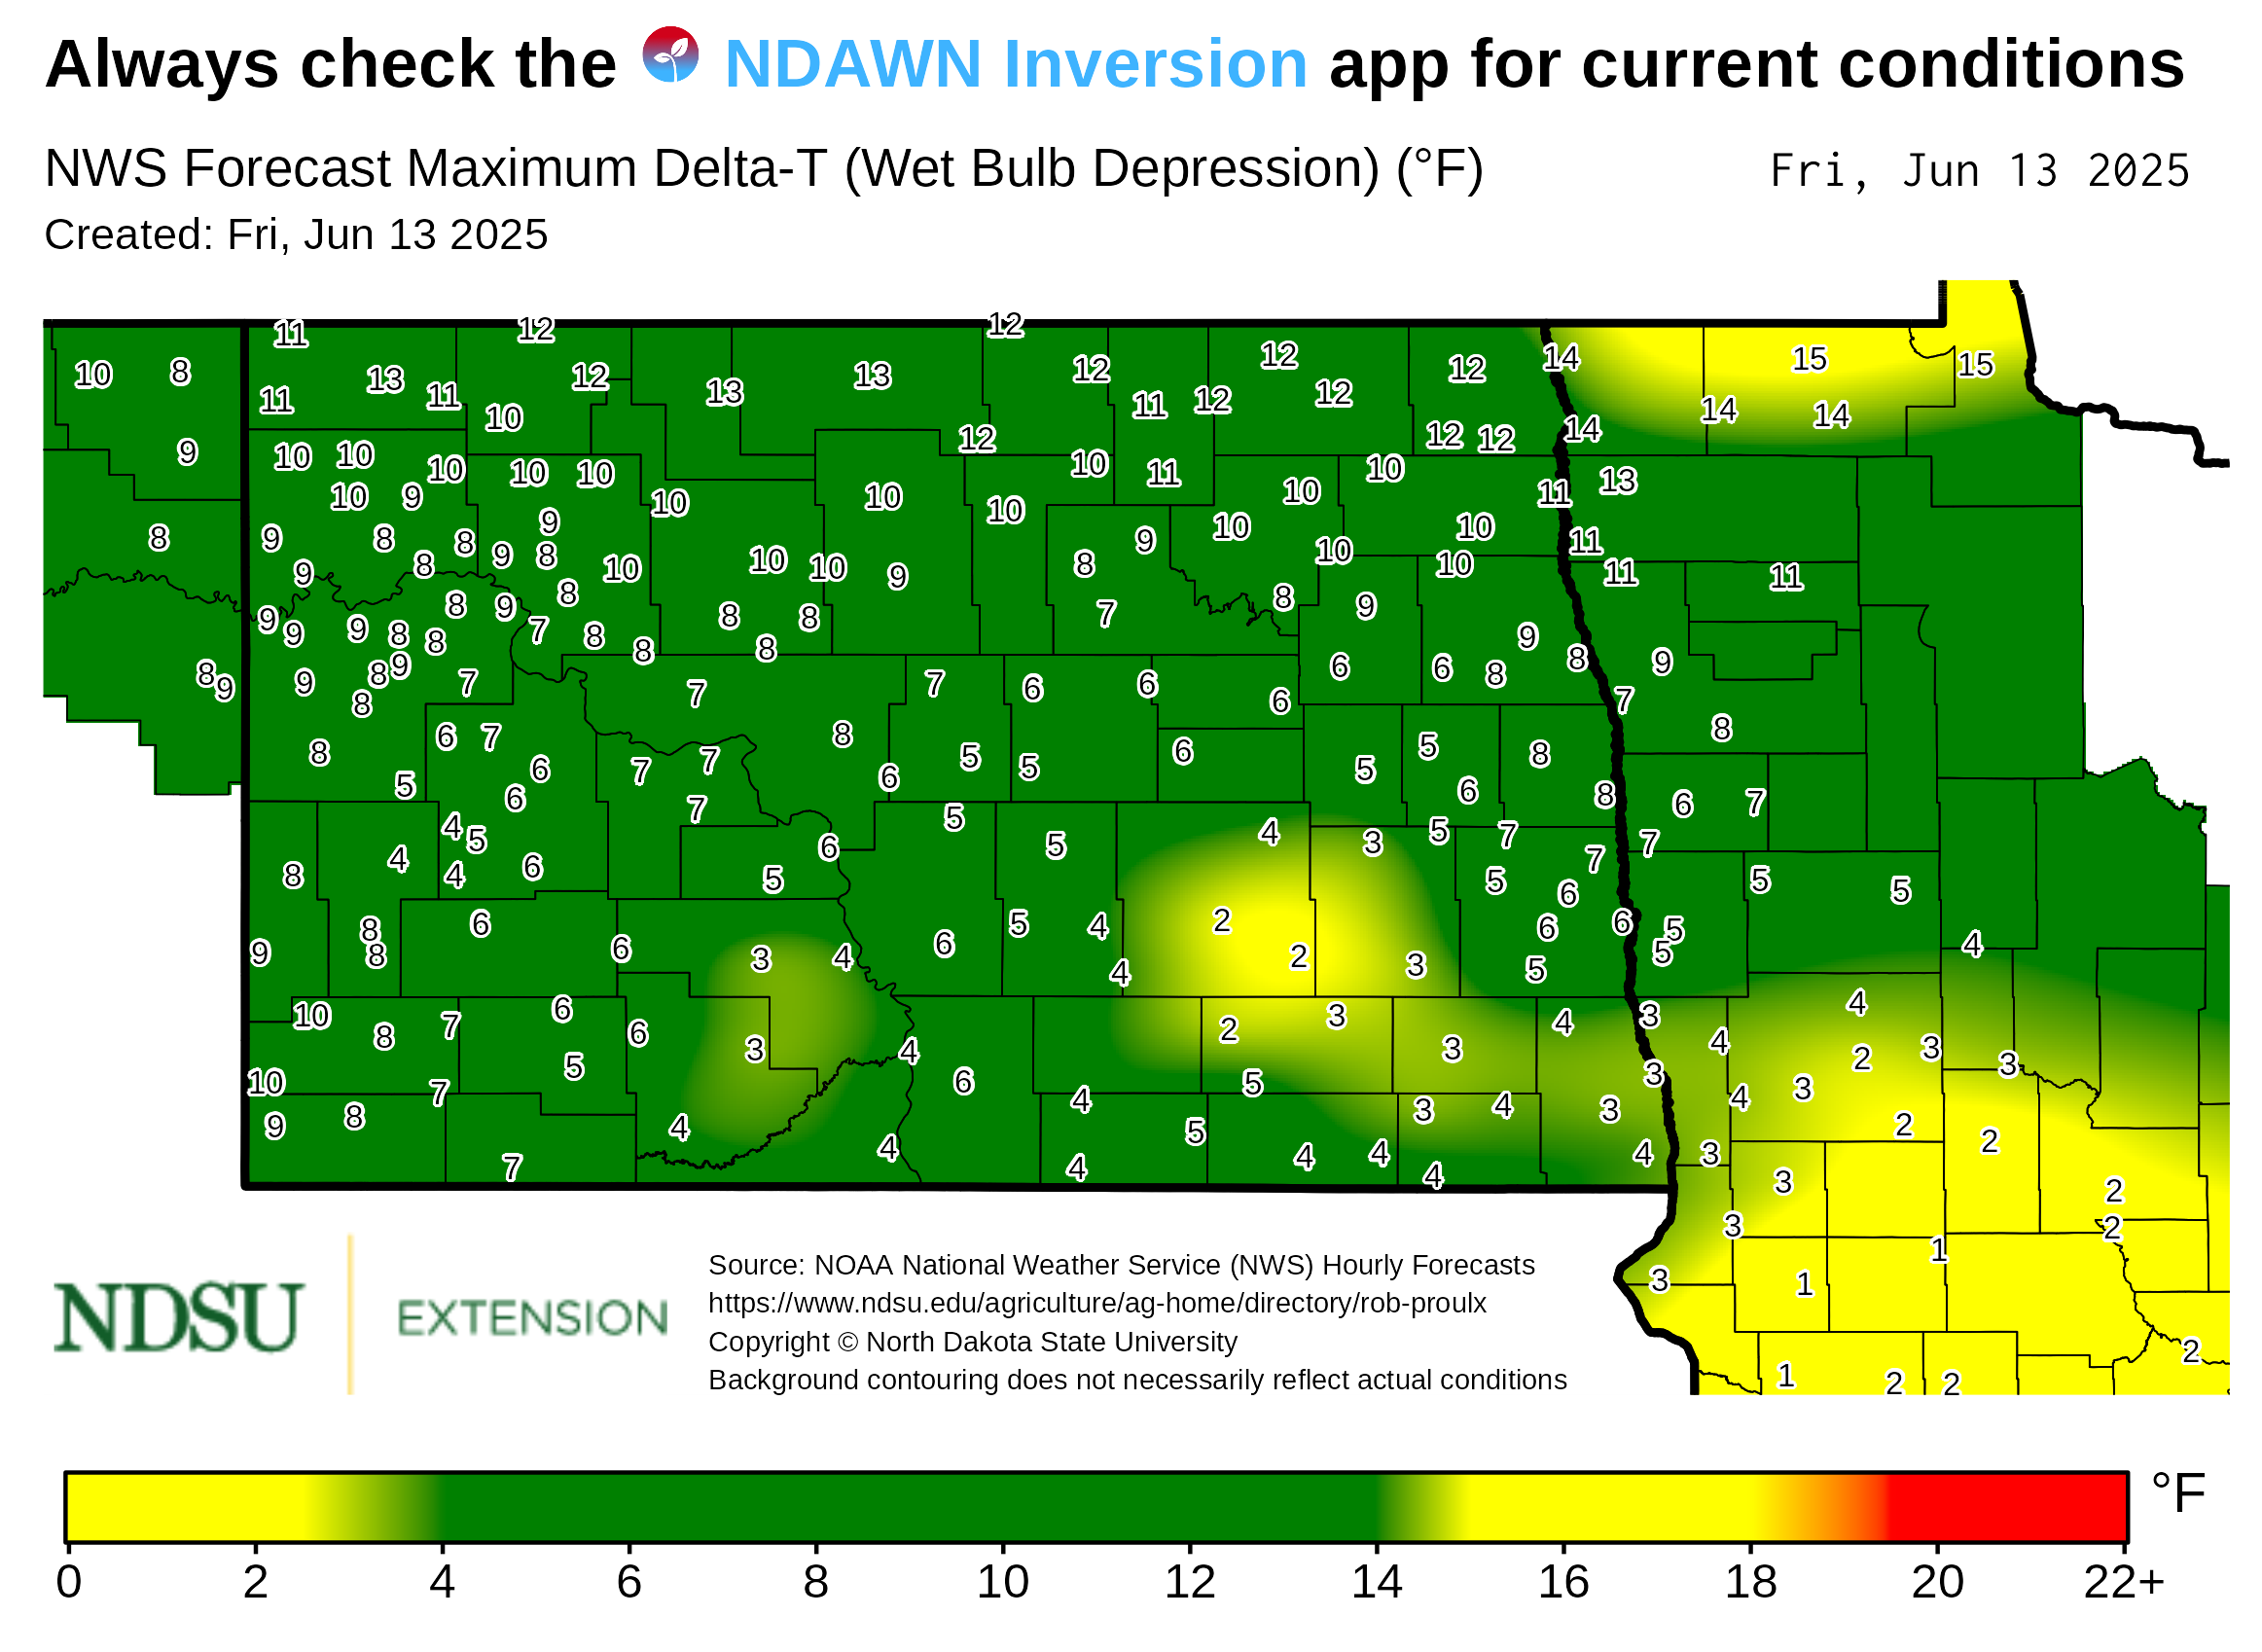 Always check the NDAWN Inversion app for current conditions
NWS Forecast Maximum Delta-T (Wet Bulb Depression) (°F) Fri, Jun 13 2025
Created: Fri, Jun 13 2025
11 12 12
10 8 13 12 13 12 12 12 14 15 15
11 11 10 13 11 12 12 14 14
9 12 12 12 14
10 10 10 10 10 10 11 10
10 9 10 10 10 10 11 13
8 9 8 8 9 9 8 10 9 10 10 11
9 8 10 10 10 9 8 10 10 11 11
9 9 9 8 8 9 7 8 8 8 8 7 8 9
8 9 9 8 9 8 7 8 8 7 7 6 6 6 6 6 8 9 8 9
8 6 7 8 5 5 6 5 8 7 8
8 5 6 6 7 7 7 6 5 6 8 6 7
4 5 5 5 4 3 5 7 7
8 4 4 6 5 6 5 7 5 5
9 8 8 6 6 3 4 6 5 4 2 2 3 6 5 6 6 5 5 4
10 8 7 6 6 3 4 4 2 3 3 4 3 4 4
10 7 5 6 5 3 2 3 3
9 8 7 4 4 4 5 3 4 3 4 3 2 2
7 4 4 4 4 4 4 3 3 2
3 2
3 1 1
1 2 2 2
NDSU EXTENSION
Source: NOAA National Weather Service (NWS) Hourly Forecasts
https://www.ndsu.edu/agriculture/ag-home/directory/rob-proulx
Copyright © North Dakota State University
Background contouring does not necessarily reflect actual conditions
°F
0 2 4 6 8 10 12 14 16 18 20 22+